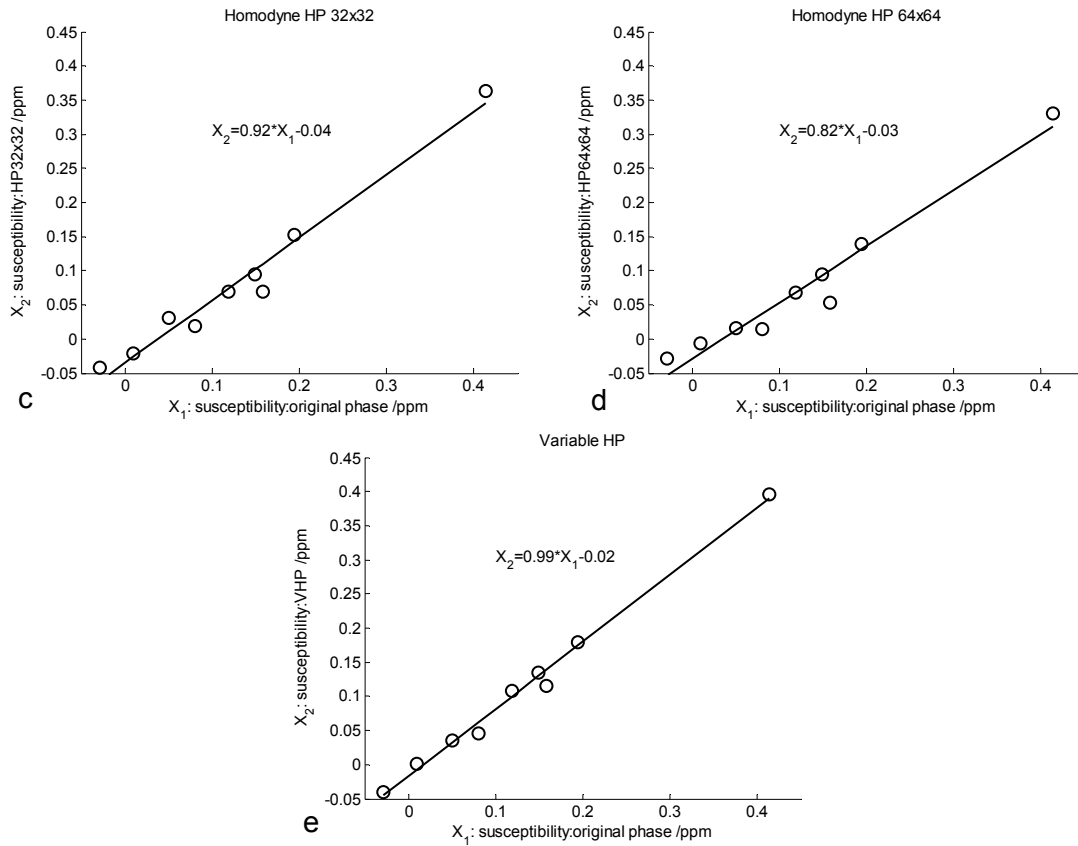 Homodyne HP 32x32
0.45
0.4
0.35
0.3
0.25
0.2
0.15
0.1
0.05
0
-0.05
X2: susceptibility:HP32x32 /ppm
X2=0.92*X1-0.04
0 0.1 0.2 0.3 0.4
X1: susceptibility:original phase /ppm
c
Homodyne HP 64x64
0.45
0.4
0.35
0.3
0.25
0.2
0.15
0.1
0.05
0
-0.05
X2: susceptibility:HP64x64 /ppm
X2=0.82*X1-0.03
0 0.1 0.2 0.3 0.4
X1: susceptibility:original phase /ppm
d
Variable HP
0.45
0.4
0.35
0.3
0.25
0.2
0.15
0.1
0.05
0
-0.05
X2: susceptibility:VHP /ppm
X2=0.99*X1-0.02
0 0.1 0.2 0.3 0.4
X1: susceptibility:original phase /ppm
e